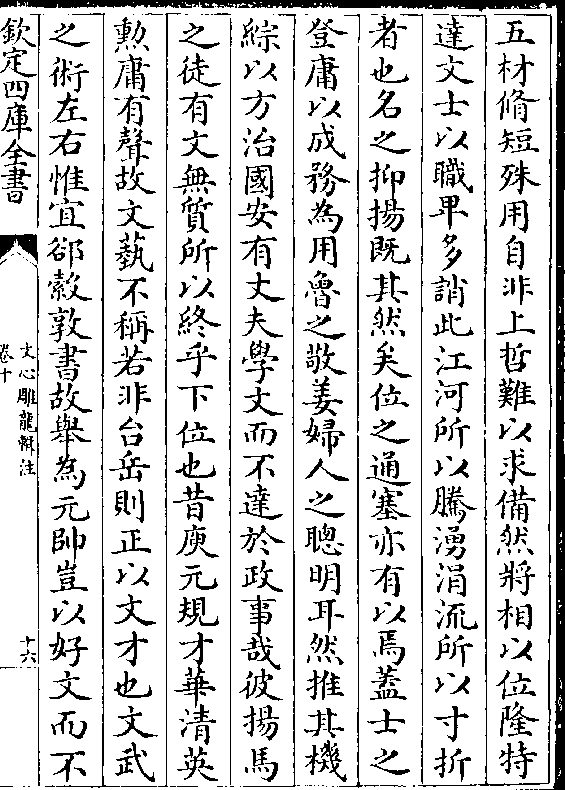 五材脩短殊用自非上哲難以求備然將相以位隆特
達文士以職卑多誚此江河所以騰湧涓流所以寸折
者也名之抑揚既其然矣位之通塞亦有以焉蓋士之
登庸以成務為用魯之敬姜婦人之聰明耳然推其機
綜以方治國安有丈夫學文而不達於政事哉彼揚馬
之徒有文無質所以終乎下位也昔庾元規才華清英
勲庸有聲故文藝不稱若非台岳則正以文才也文武
之術左右惟宜郤縠敦書故舉為元帥豈以好文而不
欽定四庫全書
文心雕龍輯注
卷十
十六